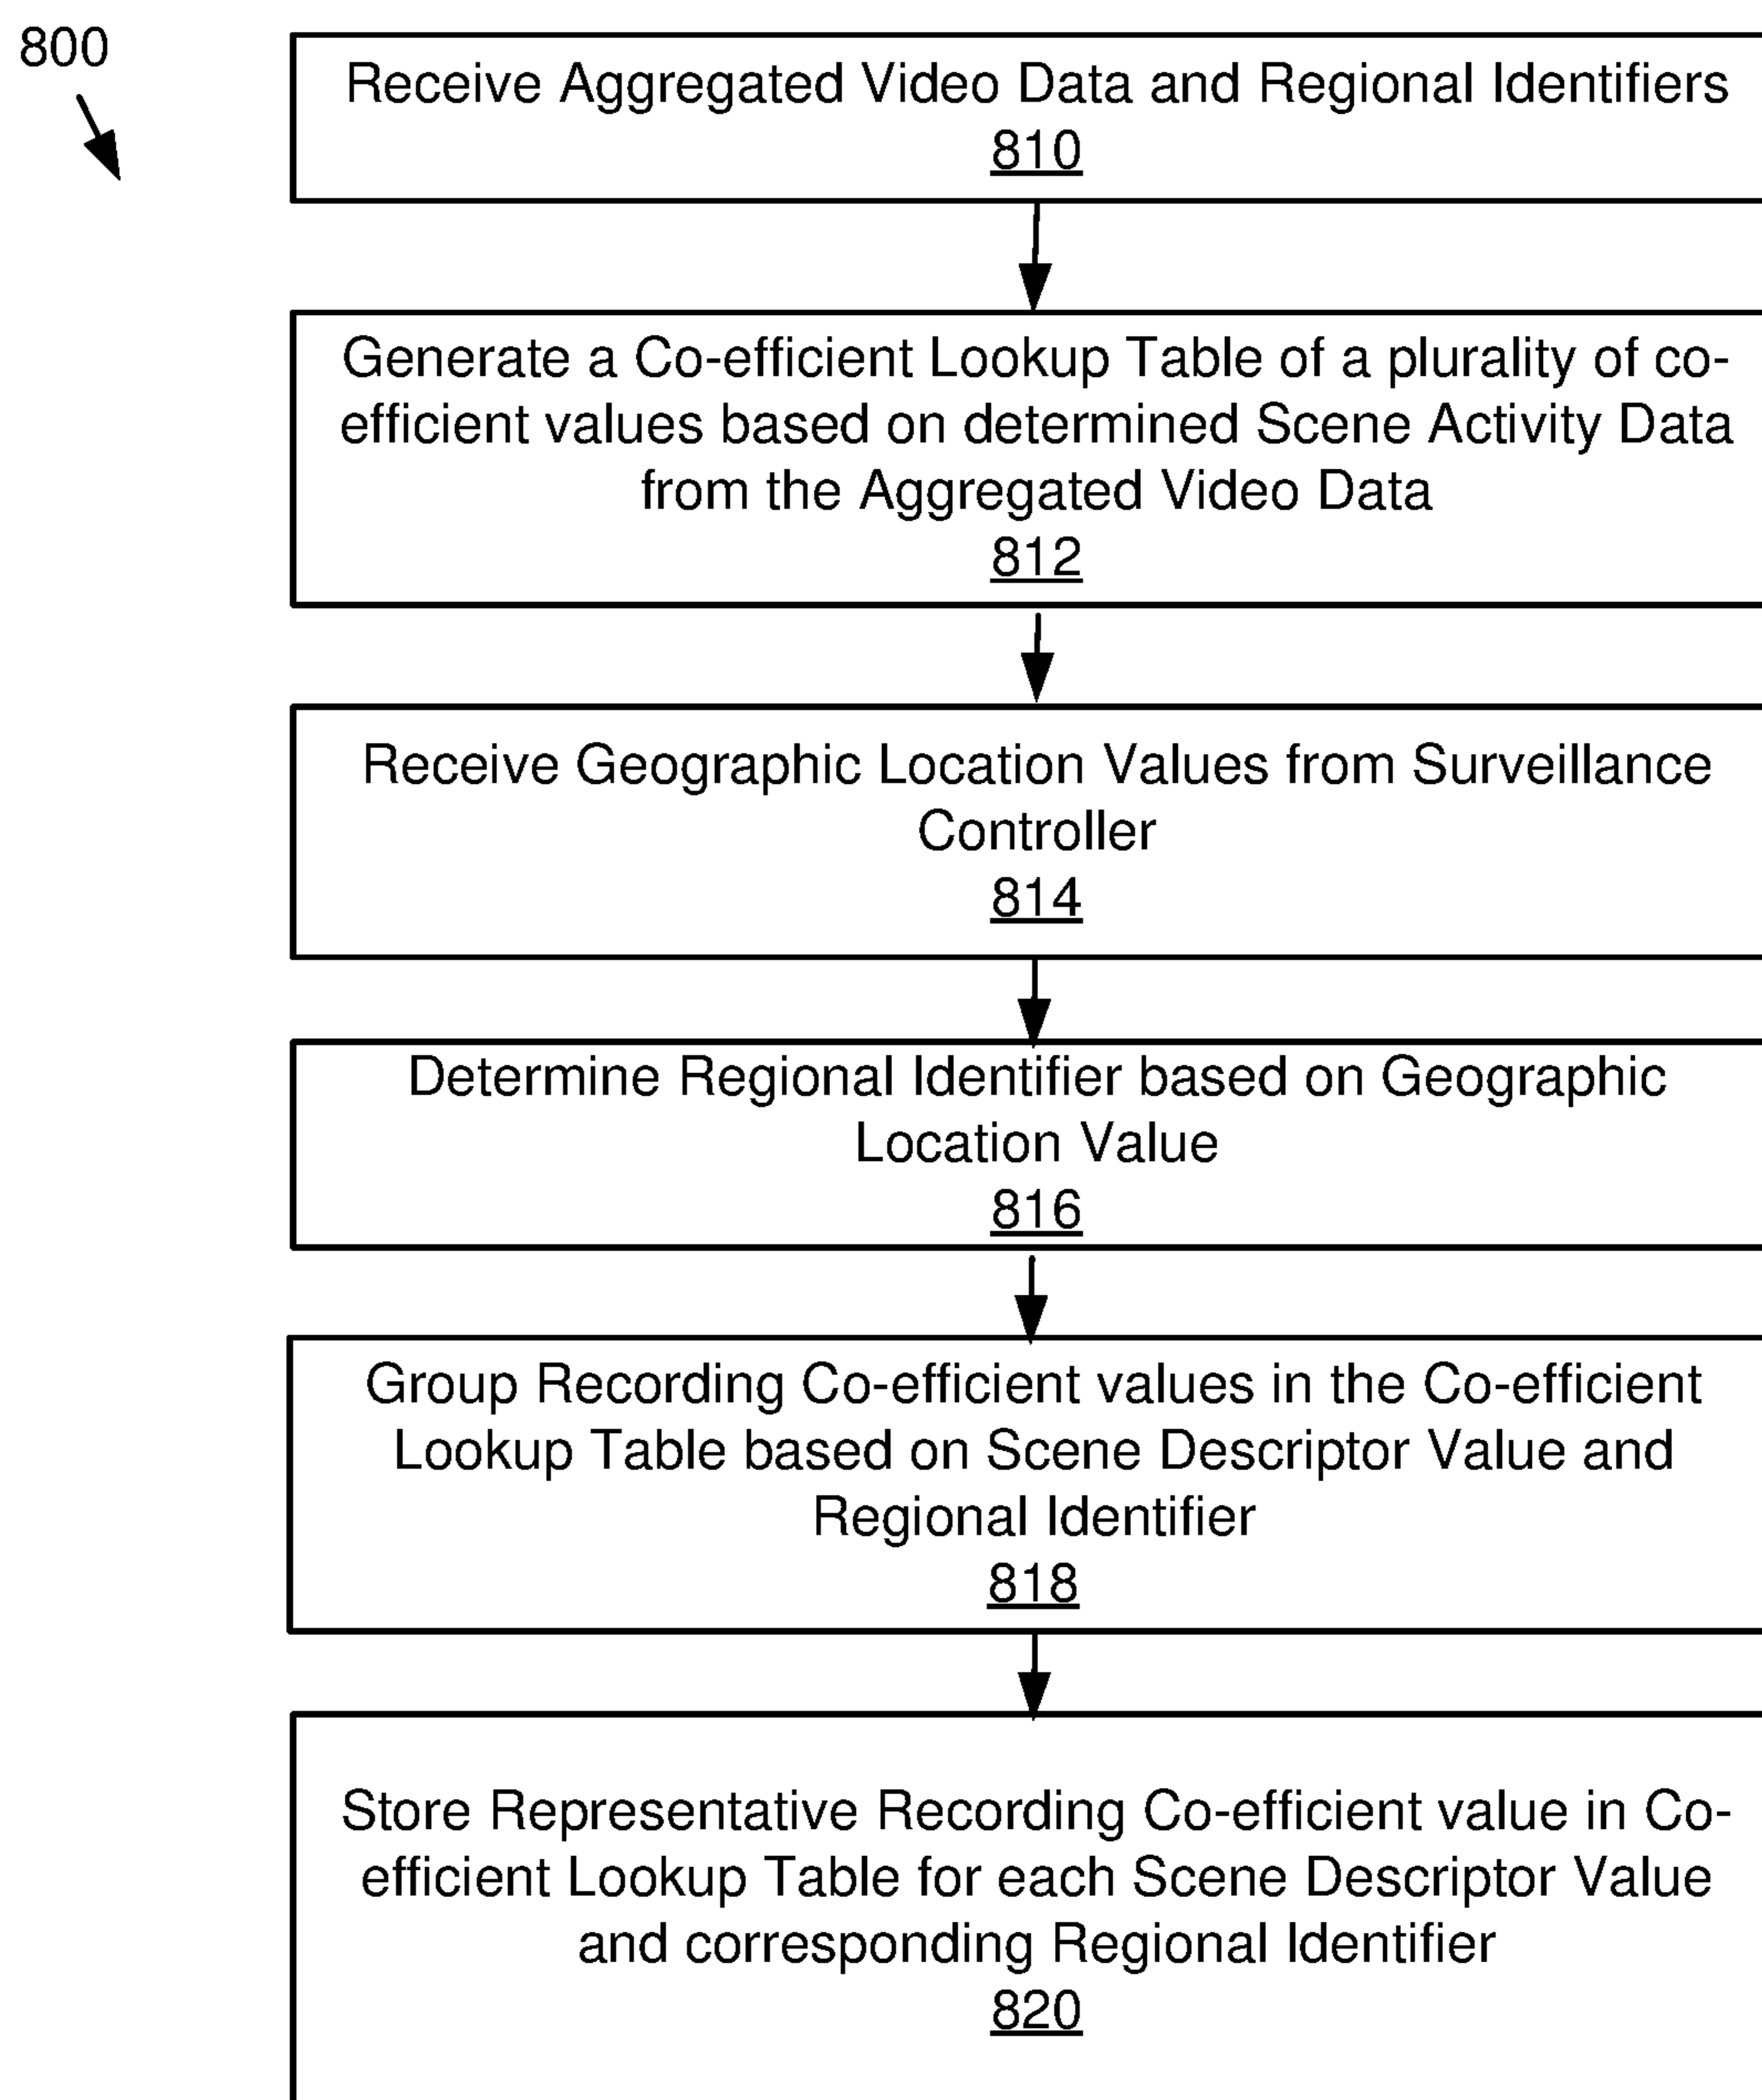 800
Receive Aggregated Video Data and Regional Identifiers
810
Generate a Co-efficient Lookup Table of a plurality of co-
efficient values based on determined Scene Activity Data
from the Aggregated Video Data
812
Receive Geographic Location Values from Surveillance
Controller
814
Determine Regional Identifier based on Geographic
Location Value
816
Group Recording Co-efficient values in the Co-efficient
Lookup Table based on Scene Descriptor Value and
Regional Identifier
818
Store Representative Recording Co-efficient value in Co-
efficient Lookup Table for each Scene Descriptor Value
and corresponding Regional Identifier
820